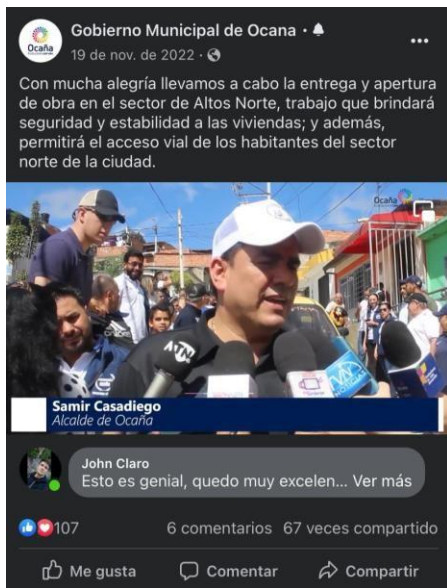 Gobierno Municipal de Ocana ·
19 de nov. de 2022 ·
Con mucha alegría llevamos a cabo la entrega y apertura
de obra en el sector de Altos Norte, trabajo que brindará
seguridad y estabilidad a las viviendas; y además,
permitirá el acceso vial de los habitantes del sector
norte de la ciudad.
Ocaña
Samir Casadiego
Alcalde de Ocaña
John Claro
Esto es genial, quedo muy excelen... Ver más
107
6 comentarios 67 veces compartido
Me gusta
Comentar
Compartir